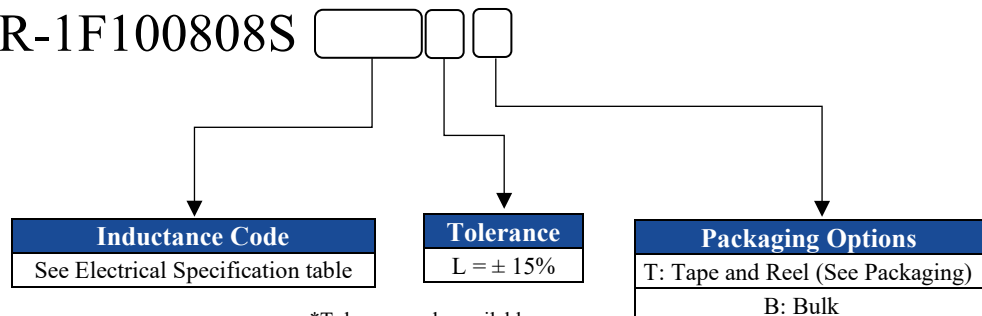 R-1F100808S
Inductance Code
See Electrical Specification table
Tolerance
L = ± 15%
Packaging Options
T: Tape and Reel (See Packaging)
B: Bulk